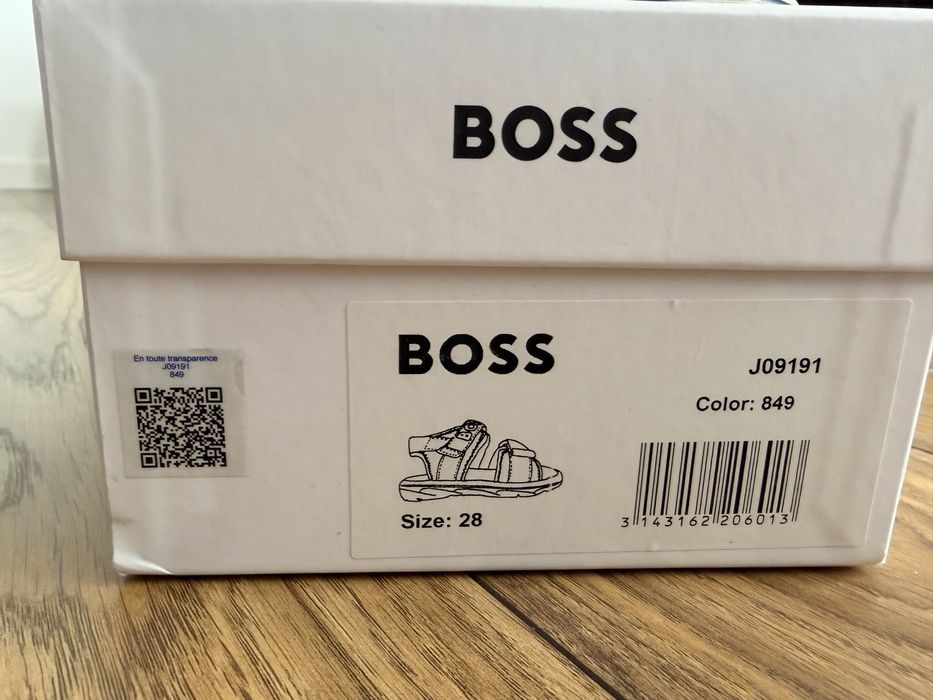 BOSS
En toute transparence
J09191
849
BOSS
J09191
Color: 849
Size: 28
3 143162 206013